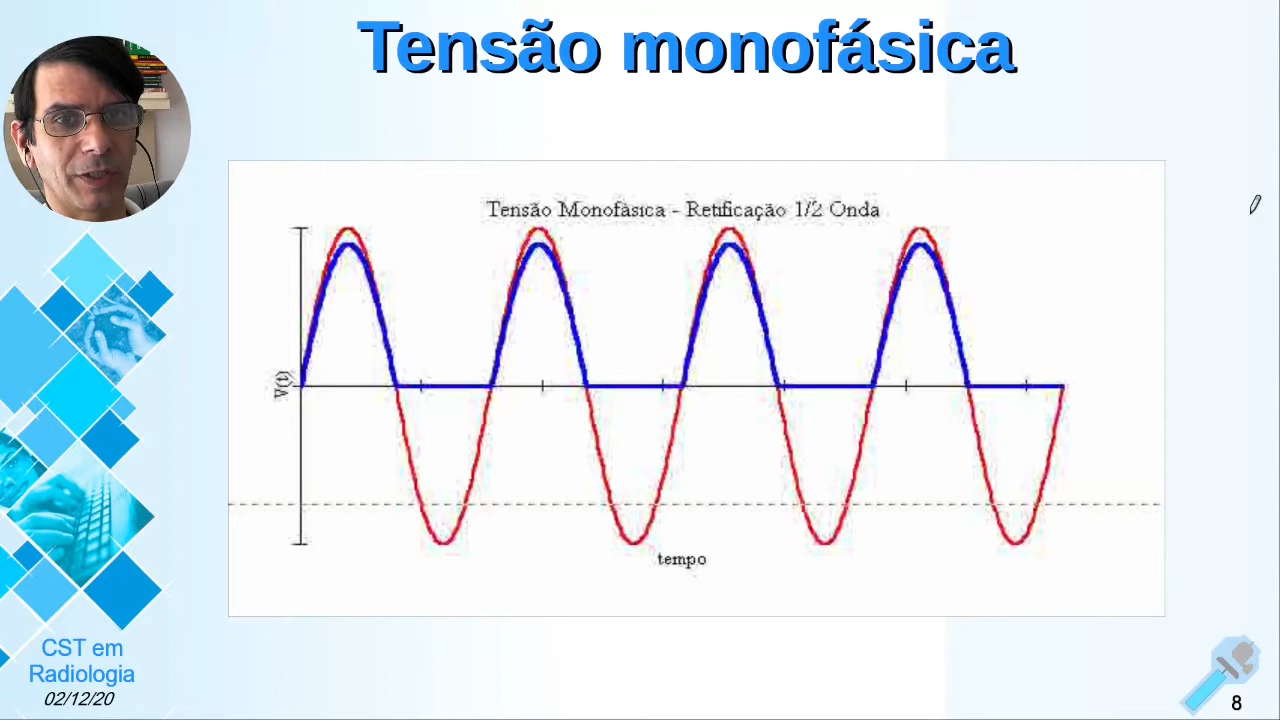 Tensão monofásica
Tensão Monofásica - Retificação 1/2 Onda
V(t)
tempo
CST em
Radiologia
02/12/20
8